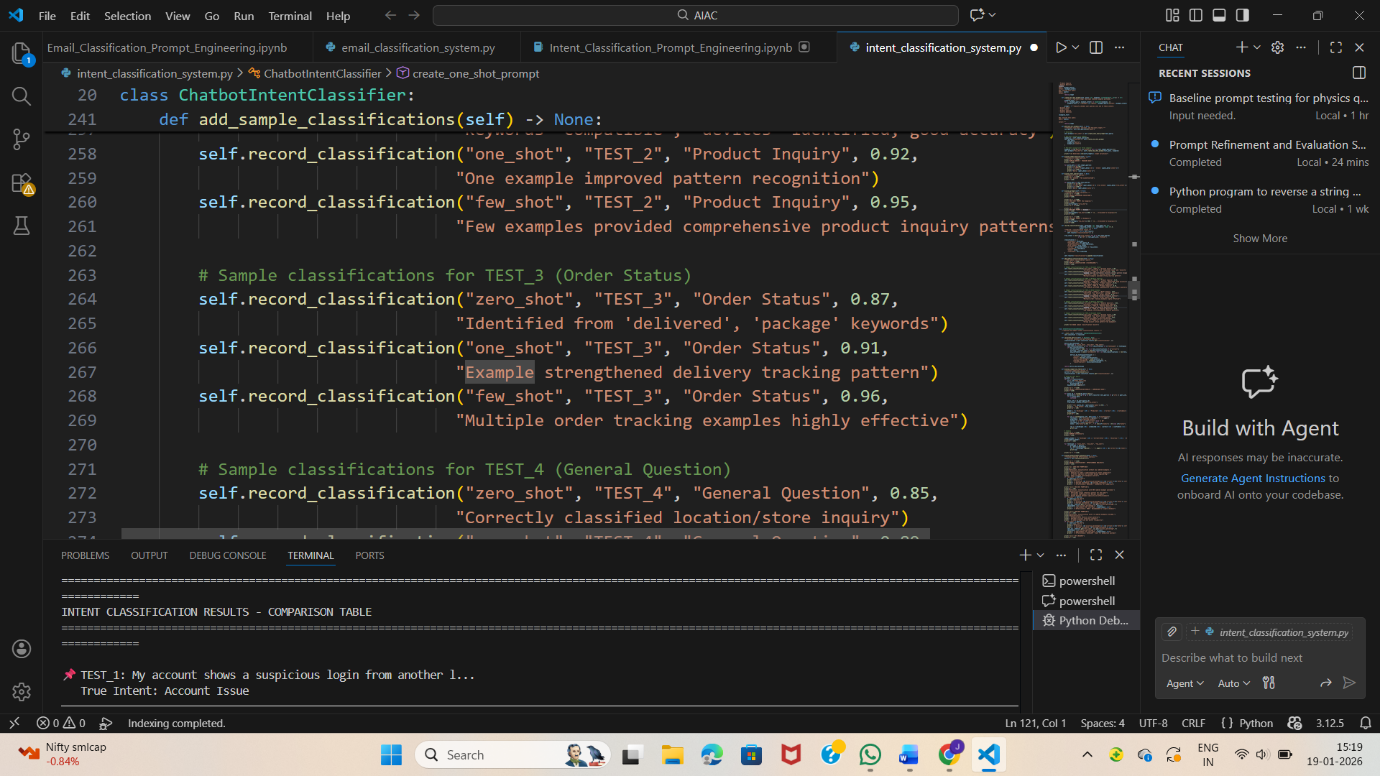 File Edit Selection View Go Run Terminal Help
AIAC
Email_Classification_Prompt_Engineering.ipynb
email_classification_system.py
Intent_Classification_Prompt_Engineering.ipynb
intent_classification_system.py
intent_classification_system.py > ChatbotIntentClassifier > create_one_shot_prompt
20 class ChatbotIntentClassifier:
241 def add_sample_classifications(self) -> None:
258 self.record_classification("one_shot", "TEST_2", "Product Inquiry", 0.92,
259 "One example improved pattern recognition")
260 self.record_classification("few_shot", "TEST_2", "Product Inquiry", 0.95,
261 "Few examples provided comprehensive product inquiry patterns
262
263 # Sample classifications for TEST_3 (Order Status)
264 self.record_classification("zero_shot", "TEST_3", "Order Status", 0.87,
265 "Identified from 'delivered', 'package' keywords")
266 self.record_classification("one_shot", "TEST_3", "Order Status", 0.91,
267 "Example strengthened delivery tracking pattern")
268 self.record_classification("few_shot", "TEST_3", "Order Status", 0.96,
269 "Multiple order tracking examples highly effective")
270
271 # Sample classifications for TEST_4 (General Question)
272 self.record_classification("zero_shot", "TEST_4", "General Question", 0.85,
273 "Correctly classified location/store inquiry")
PROBLEMS OUTPUT DEBUG CONSOLE TERMINAL PORTS
INTENT CLASSIFICATION RESULTS - COMPARISON TABLE
📌 TEST_1: My account shows a suspicious login from another l...
True Intent: Account Issue
powershell
powershell
Python Deb...
CHAT
RECENT SESSIONS
Baseline prompt testing for physics q...
Input needed. Local • 1 hr
Prompt Refinement and Evaluation S...
Completed Local • 24 mins
Python program to reverse a string ...
Completed Local • 1 wk
Show More
Build with Agent
AI responses may be inaccurate.
Generate Agent Instructions to
onboard AI onto your codebase.
intent_classification_system.py
Describe what to build next
Agent Auto
0 0 Indexing completed.
Ln 121, Col 1 Spaces: 4 UTF-8 CRLF { } Python 3.12.5
1
Nifty smlcap
-0.84%
Search
J
ENG
IN
15:19
19-01-2026